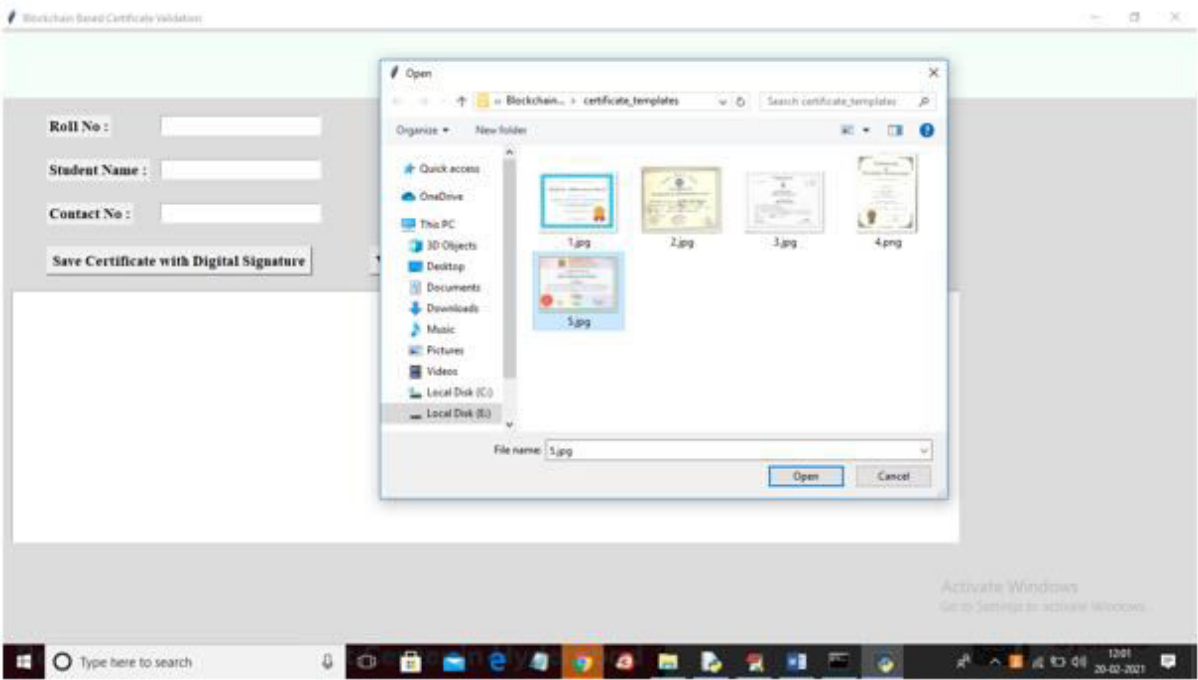 Blockchain Based Certificate Validation
Open
« Blockchain... › certificate_templates
Search certificate_templates
Organize
New folder
Roll No :
Student Name :
Contact No :
Save Certificate with Digital Signature
Quick access
OneDrive
This PC
3D Objects
Desktop
Documents
Downloads
Music
Pictures
Videos
Local Disk (C:)
Local Disk (E:)
1.jpg
2.jpg
3.jpg
4.png
5.jpg
File name: 5.jpg
Open
Cancel
Activate Windows
Go to Settings to activate Windows.
Type here to search
12:01
20-02-2021